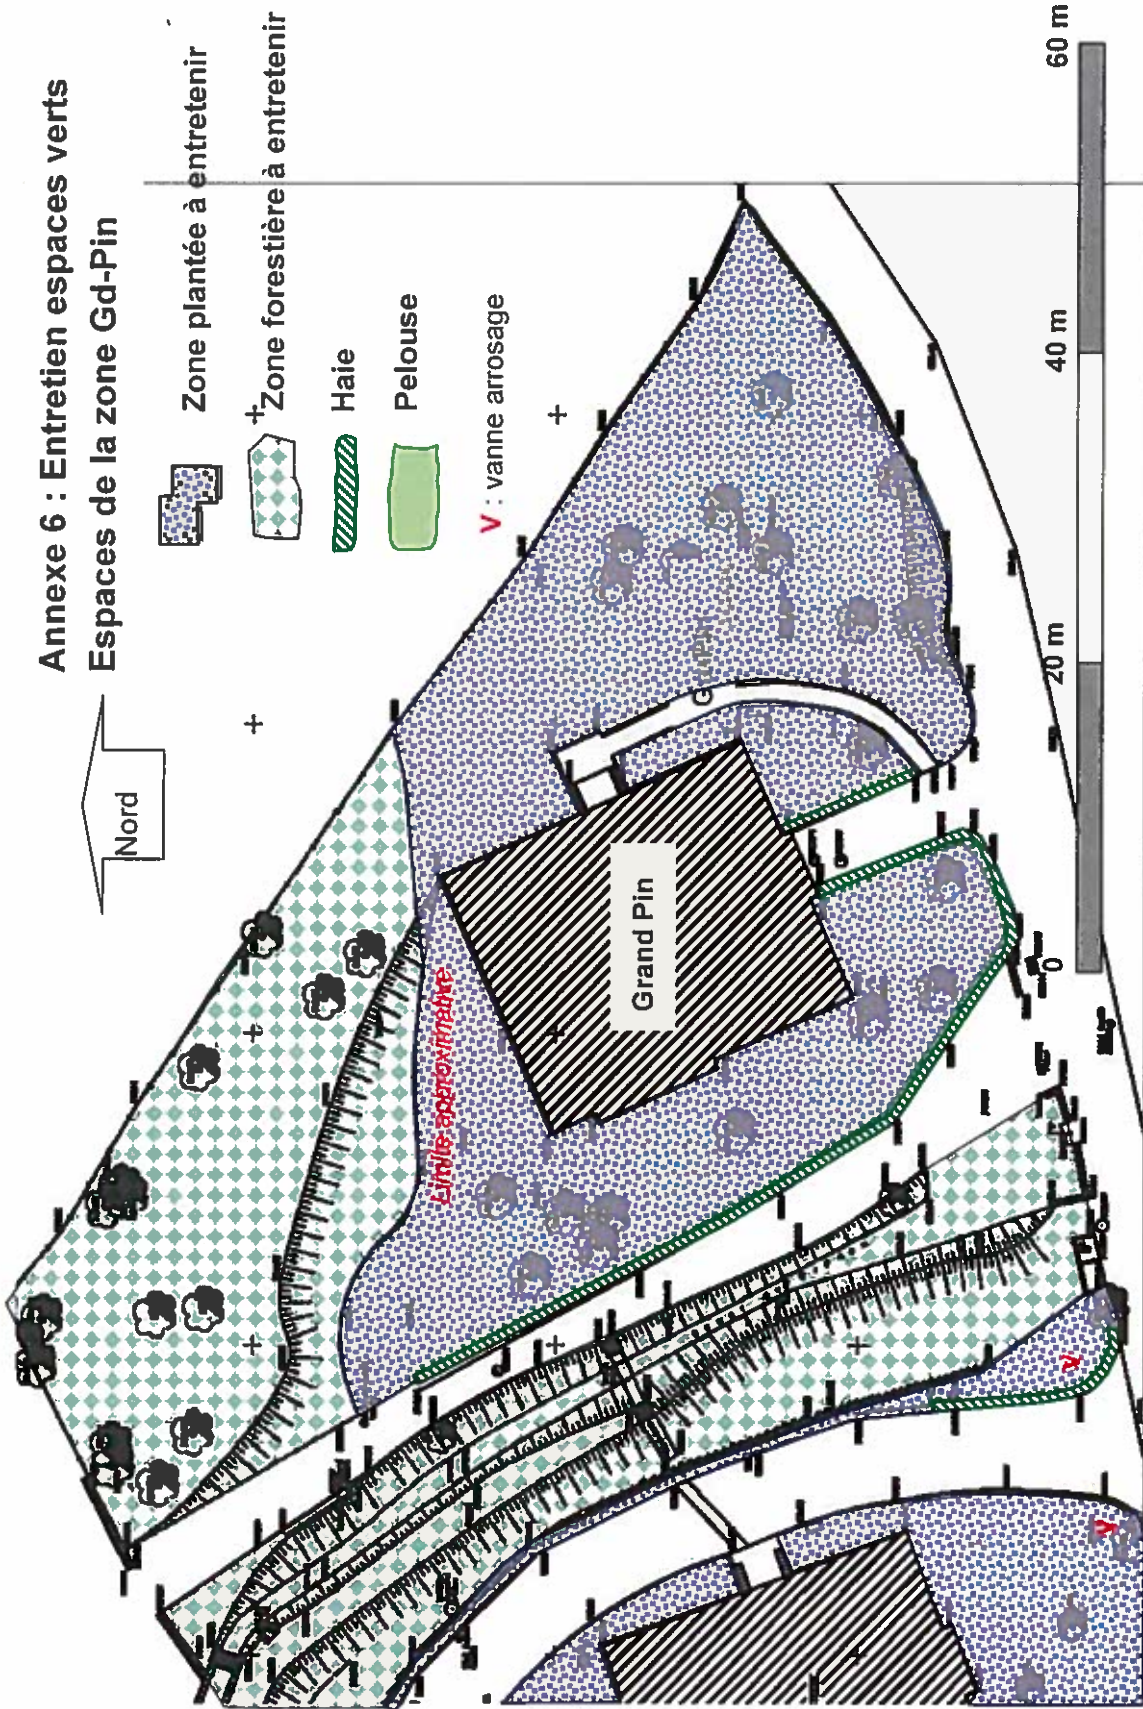 Annexe 6 : Entretien espaces verts
Espaces de la zone Gd-Pin
Nord
Zone plantée à entretenir
Zone forestière à entretenir
Haie
Pelouse
V : vanne arrosage
Limite approximative
Grand Pin
V
V
0
20 m
40 m
60 m